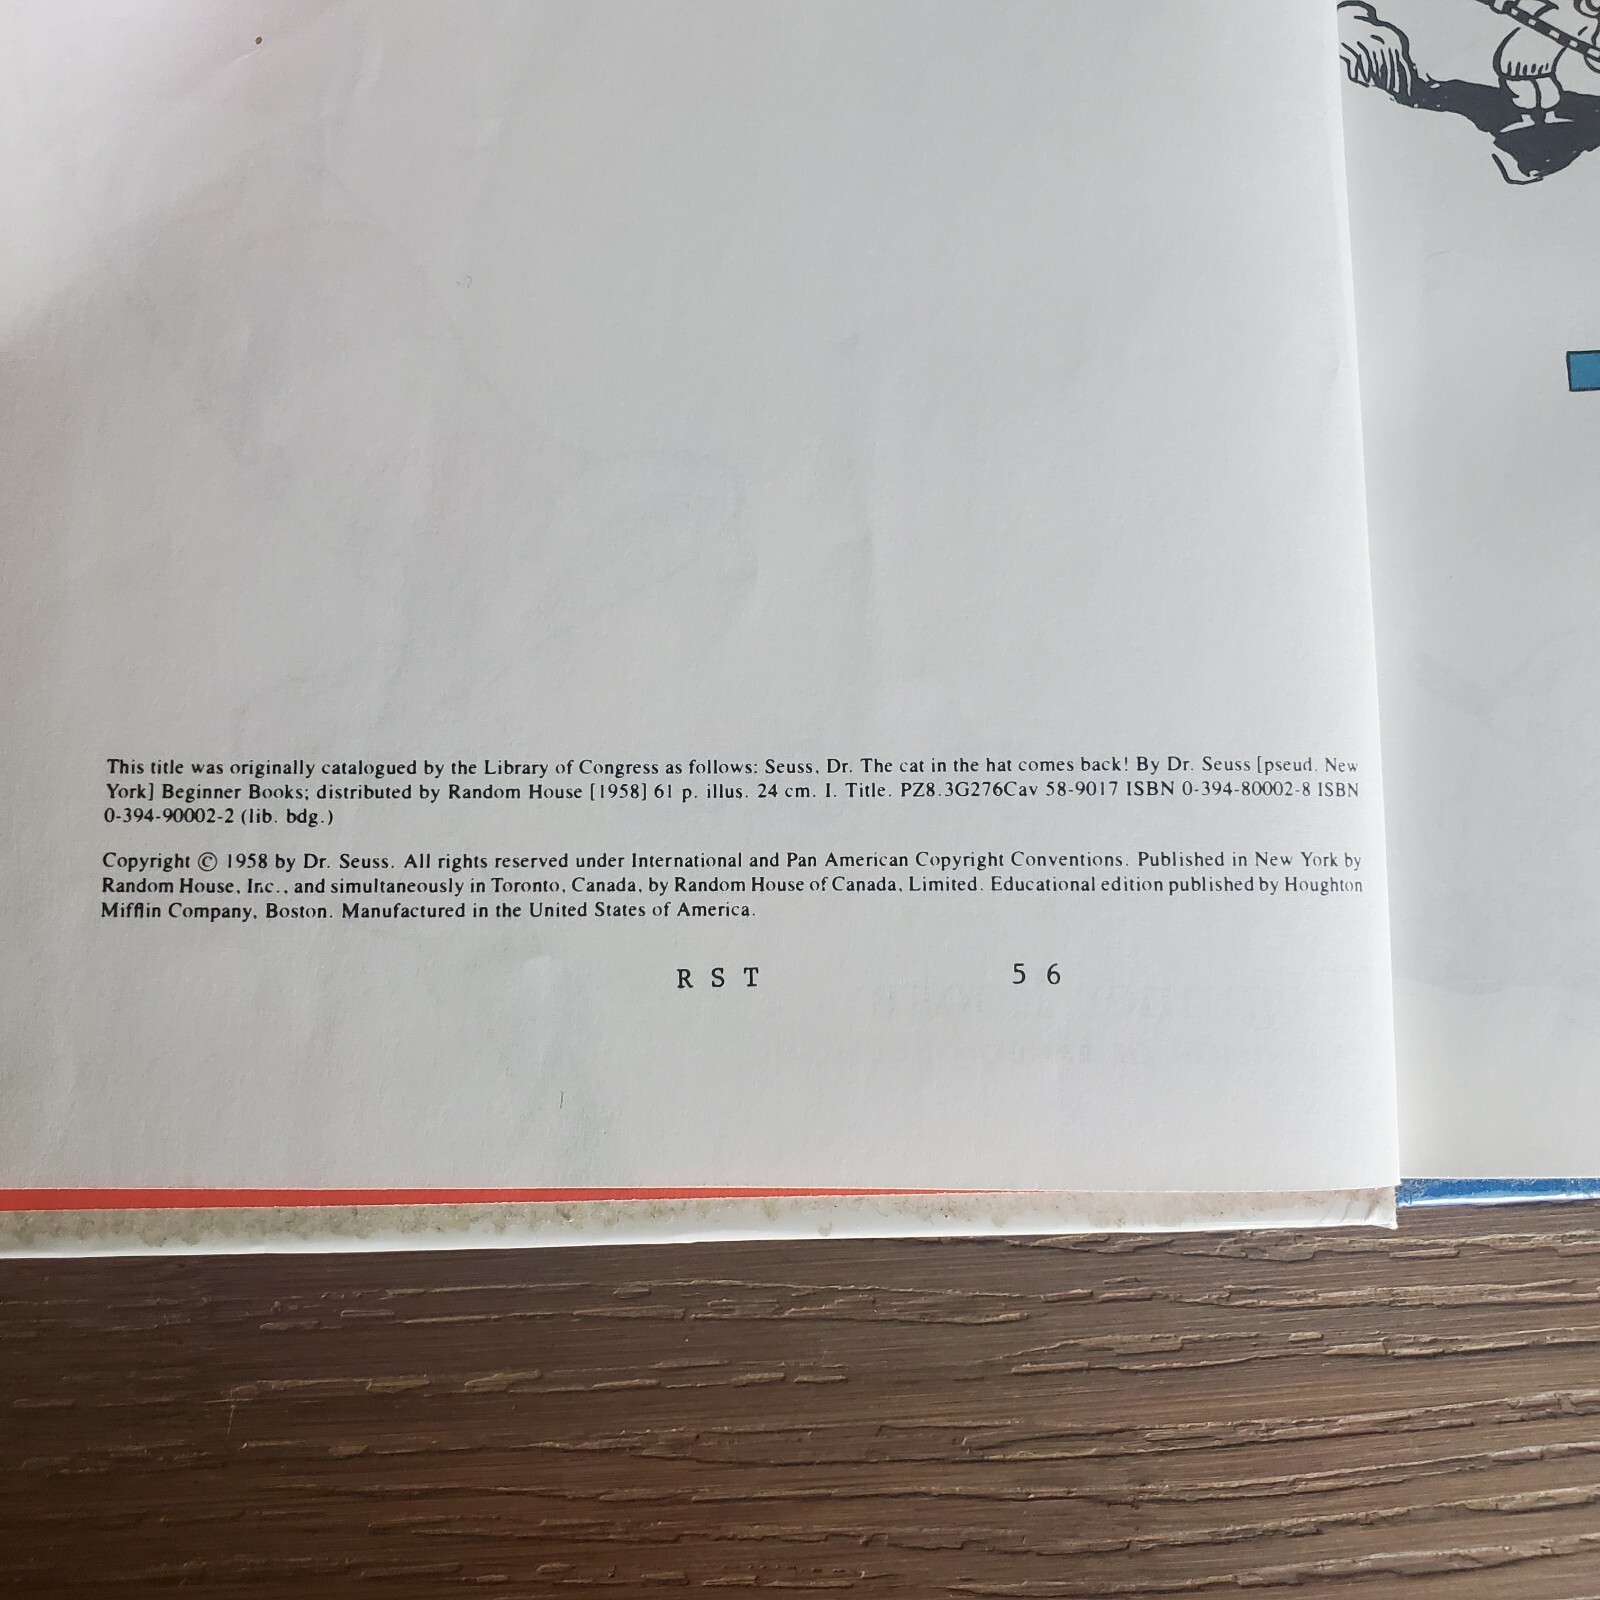 This title was originally catalogued by the Library of Congress as follows: Seuss, Dr. The cat in the hat comes back! By Dr. Seuss [pseud. New
York] Beginner Books; distributed by Random House [1958] 61 p. illus. 24 cm. I. Title. PZ8.3G276Cav 58-9017 ISBN 0-394-80002-8 ISBN
0-394-90002-2 (lib. bdg.)
Copyright © 1958 by Dr. Seuss. All rights reserved under International and Pan American Copyright Conventions. Published in New York by
Random House, Inc., and simultaneously in Toronto, Canada, by Random House of Canada, Limited. Educational edition published by Houghton
Mifflin Company, Boston. Manufactured in the United States of America.
R S T 5 6